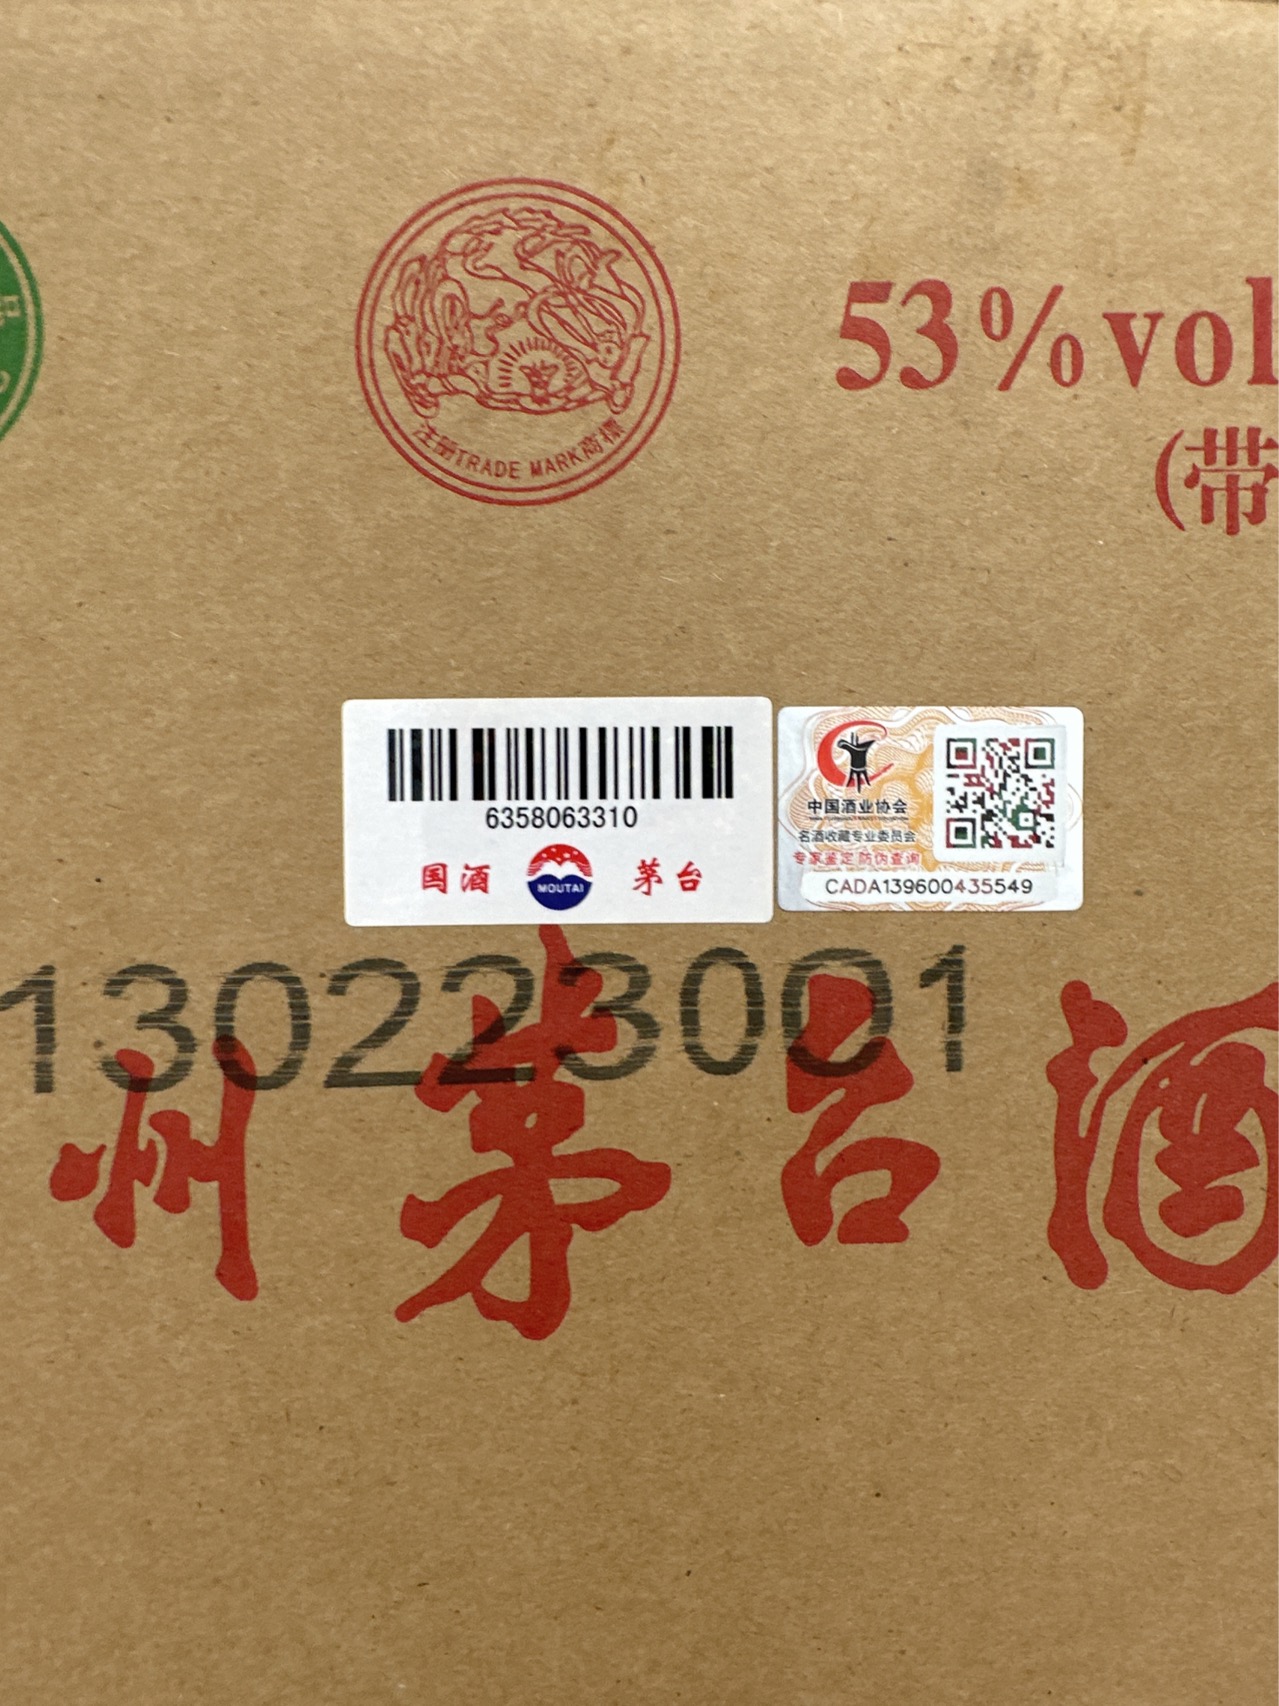 53%vol
(带
注册TRADE MARK商標
6358063310
国酒 MOUTAI 茅台
中国酒业协会
名酒收藏专业委员会
专家鉴定 防伪查询
CADA139600435549
130223001
州茅台酒